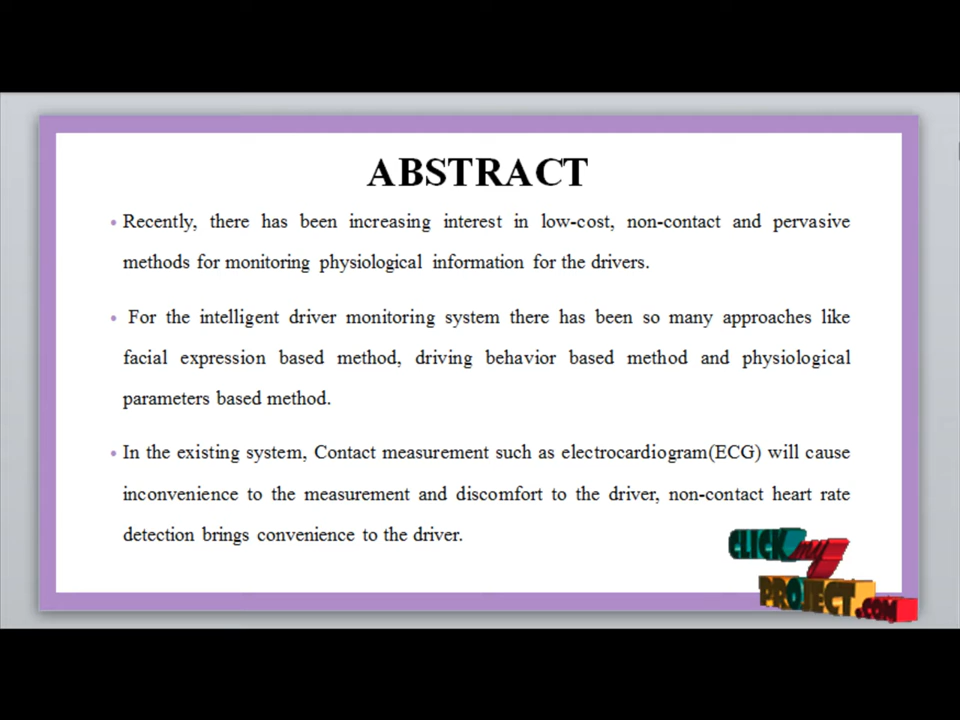 ABSTRACT
• Recently, there has been increasing interest in low-cost, non-contact and pervasive
methods for monitoring physiological information for the drivers.
• For the intelligent driver monitoring system there has been so many approaches like
facial expression based method, driving behavior based method and physiological
parameters based method.
• In the existing system, Contact measurement such as electrocardiogram(ECG) will cause
inconvenience to the measurement and discomfort to the driver, non-contact heart rate
detection brings convenience to the driver.
CLICK my
PROJECT.COM